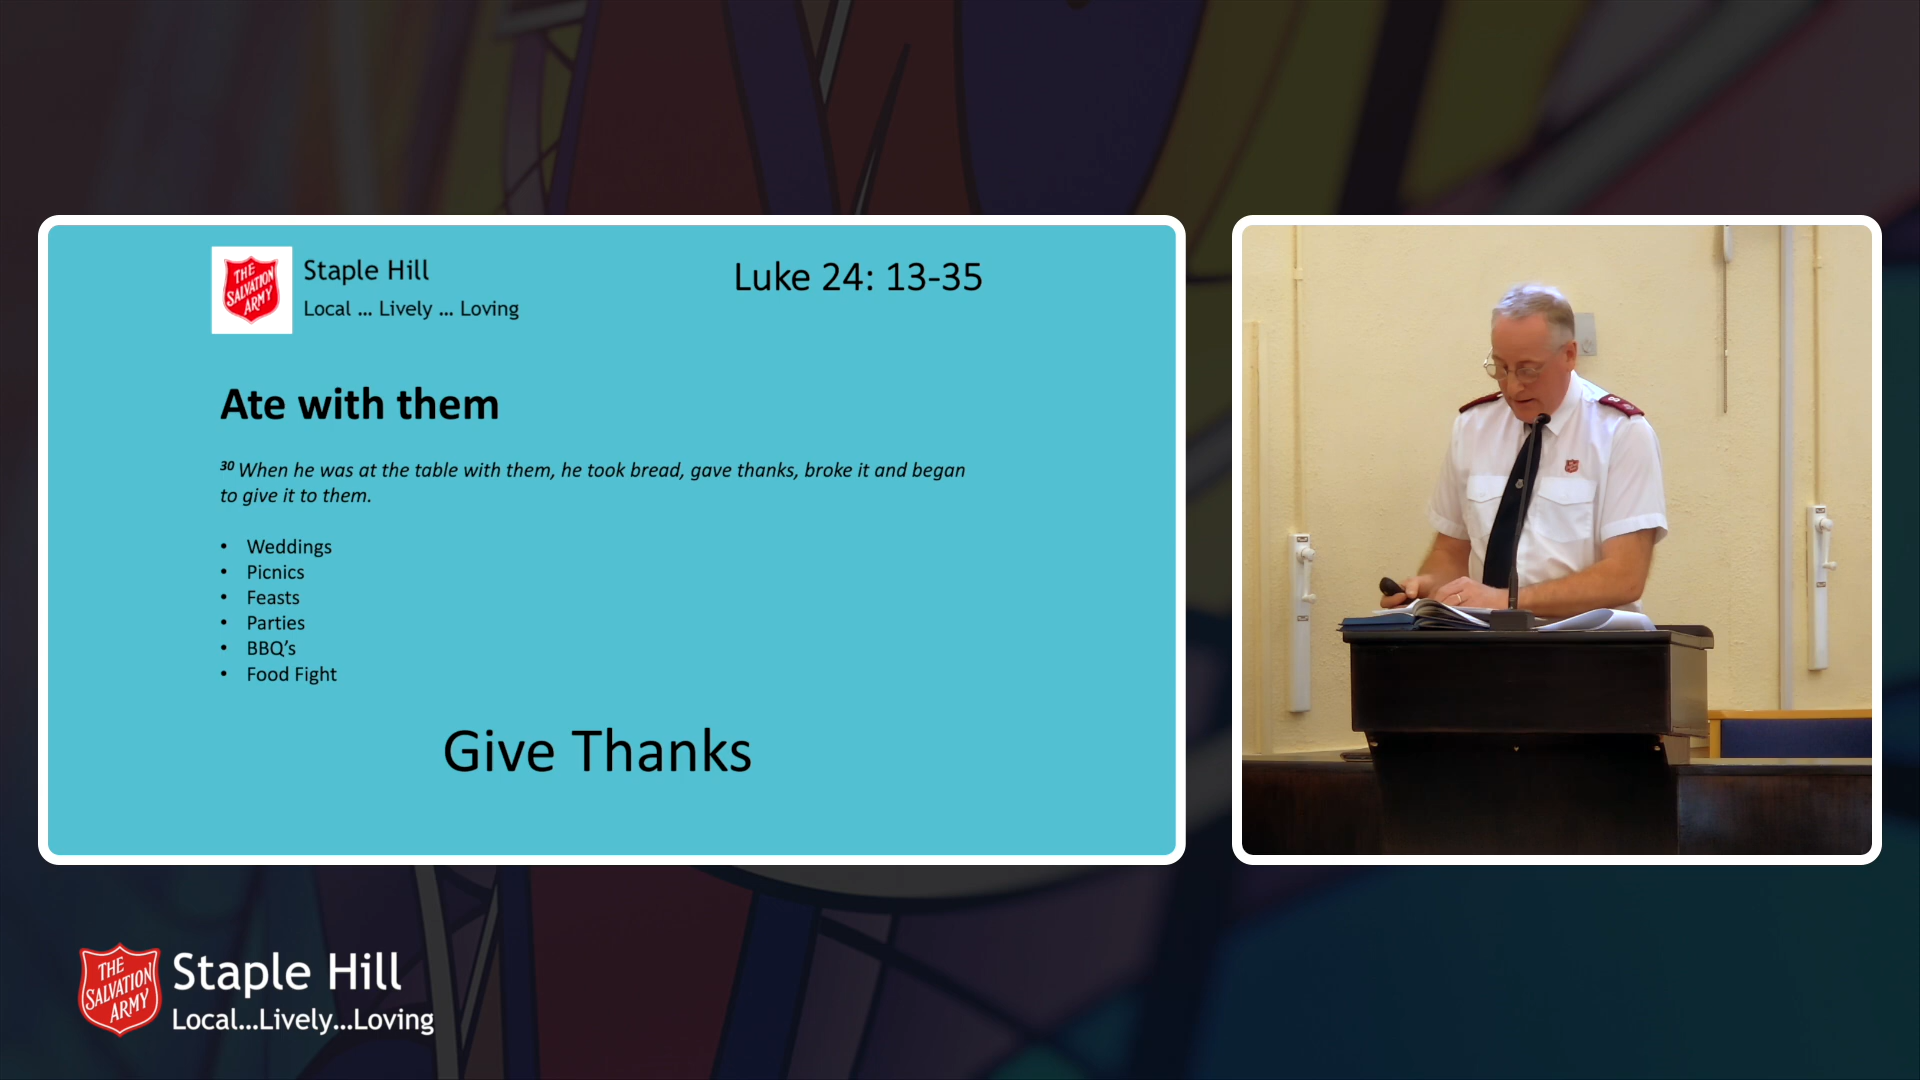 THE
SALVATION
ARMY
Staple Hill
Local ... Lively ... Loving
Luke 24: 13-35
Ate with them
30 When he was at the table with them, he took bread, gave thanks, broke it and began
to give it to them.
• Weddings
• Picnics
• Feasts
• Parties
• BBQ’s
• Food Fight
Give Thanks
THE
SALVATION
ARMY
Staple Hill
Local...Lively...Loving